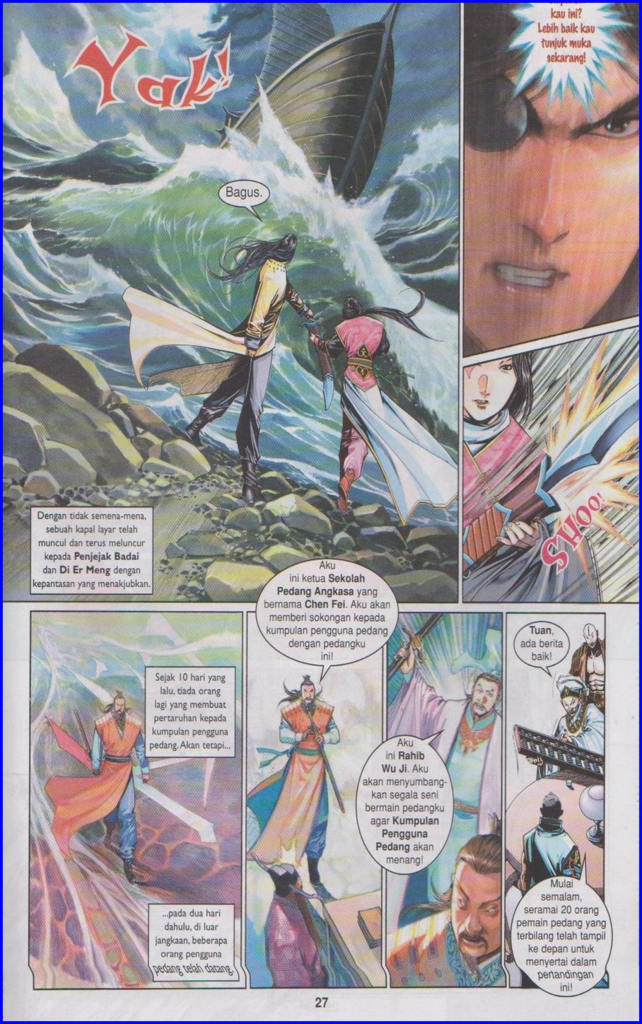 Yak!
Bagus.
Dengan tidak semena-mena,
sebuah kapal layar telah
muncul dan terus meluncur
kepada Penjejak Badai
dan Di Er Meng dengan
kepantasan yang menakjubkan.
kau ini?
Lebih baik kau
tunjuk muka
sekarang!
SHOO!
Sejak 10 hari yang
lalu, tiada orang
lagi yang membuat
pertaruhan kepada
kumpulan pengguna
pedang. Akan tetapi...
...pada dua hari
dahulu, di luar
jangkaan, beberapa
orang pengguna
pedang telah datang.
Aku
ini ketua Sekolah
Pedang Angkasa yang
bernama Chen Fei. Aku akan
memberi sokongan kepada
kumpulan pengguna pedang
dengan pedangku
ini!
Aku
ini Rahib
Wu Ji. Aku
akan menyumbang-
kan segala seni
bermain pedangku
agar Kumpulan
Pengguna
Pedang akan
menang!
Tuan,
ada berita
baik!
Mulai
semalam,
seramai 20 orang
pemain pedang yang
terbilang telah tampil
ke depan untuk
menyertai dalam
pertandingan
ini!
27